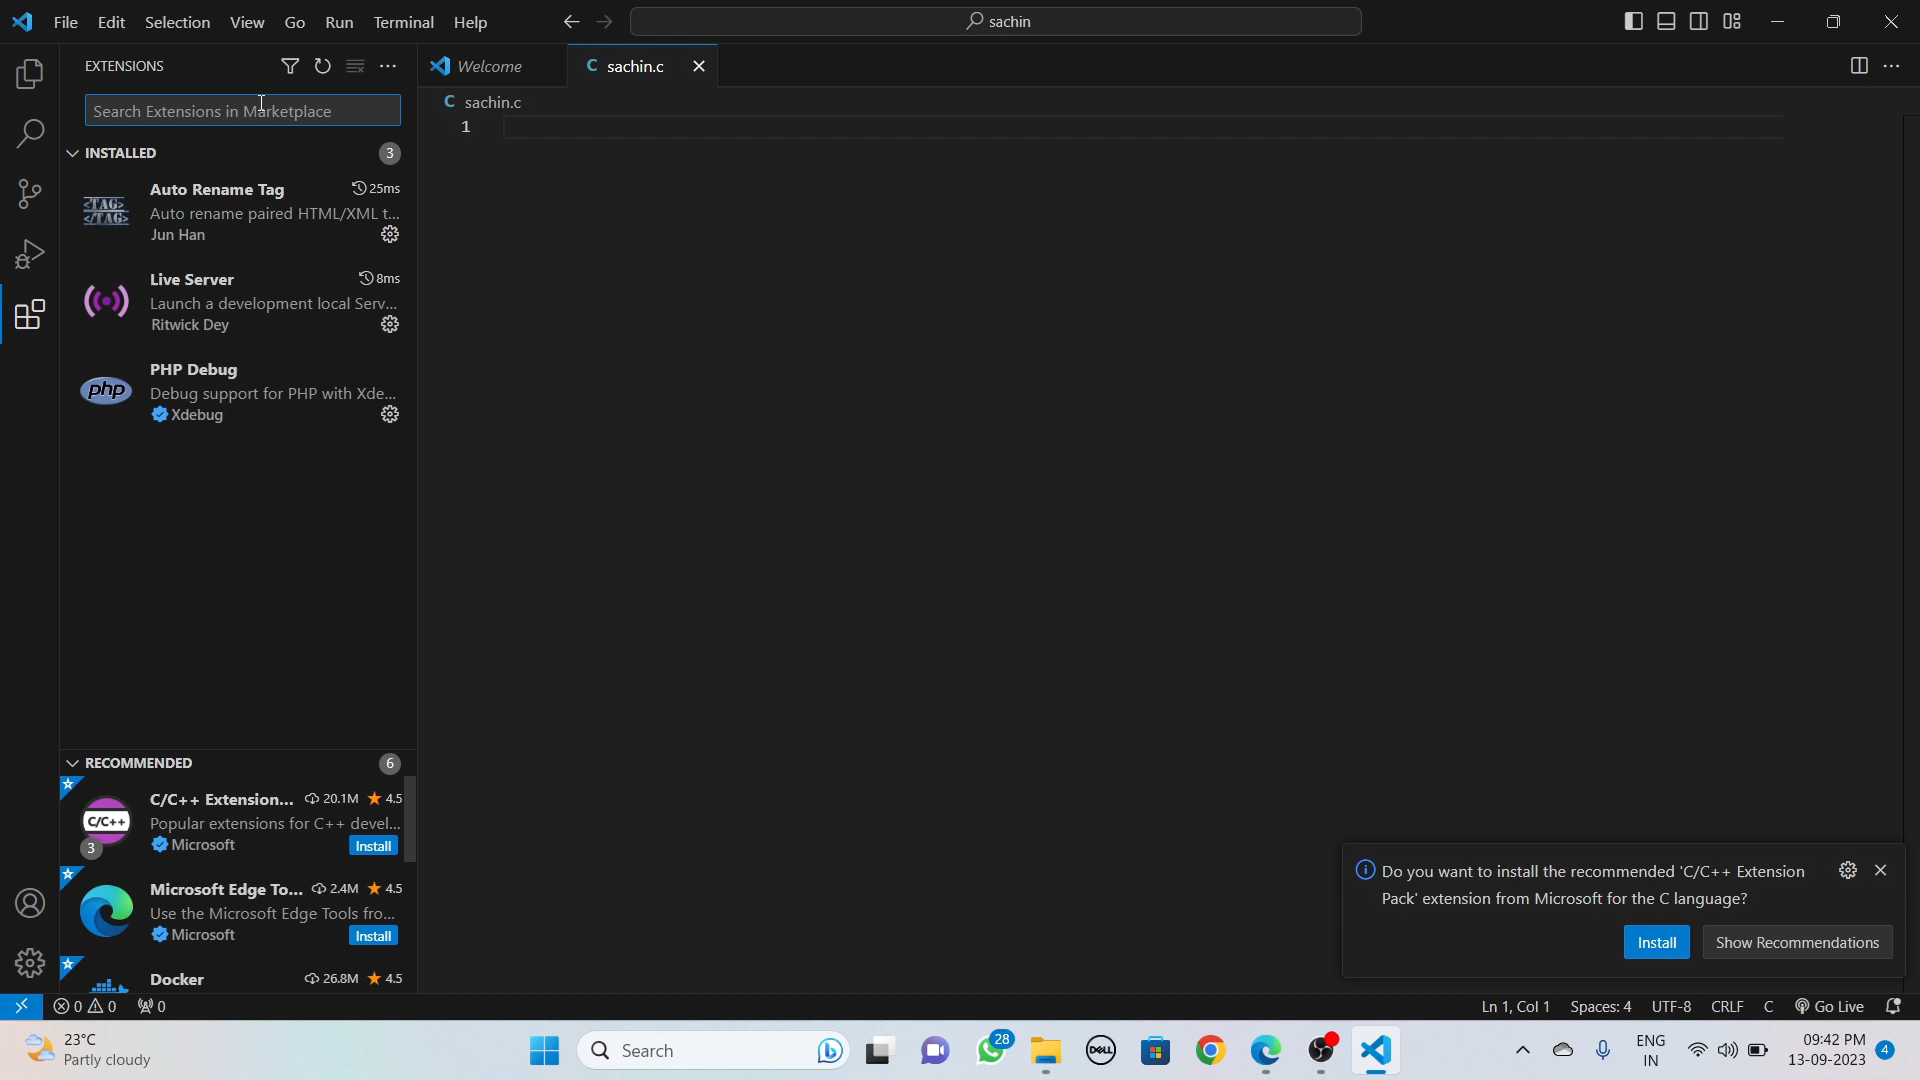 File Edit Selection View Go Run Terminal Help
sachin
EXTENSIONS
Search Extensions in Marketplace
INSTALLED 3
Auto Rename Tag 25ms
Auto rename paired HTML/XML t...
Jun Han
Live Server 8ms
Launch a development local Serv...
Ritwick Dey
PHP Debug
Debug support for PHP with Xde...
Xdebug
RECOMMENDED 6
C/C++ Extension... 20.1M 4.5
Popular extensions for C++ devel...
Microsoft Install
3
Microsoft Edge To... 2.4M 4.5
Use the Microsoft Edge Tools fro...
Microsoft Install
Docker 26.8M 4.5
<TAG>
</TAG>
php
C/C++
Welcome C sachin.c
C sachin.c
1
Do you want to install the recommended 'C/C++ Extension
Pack' extension from Microsoft for the C language?
Install Show Recommendations
0 0 0
Ln 1, Col 1 Spaces: 4 UTF-8 CRLF C Go Live
23°C
Partly cloudy
Search
28
DELL
ENG
IN
09:42 PM
13-09-2023
4